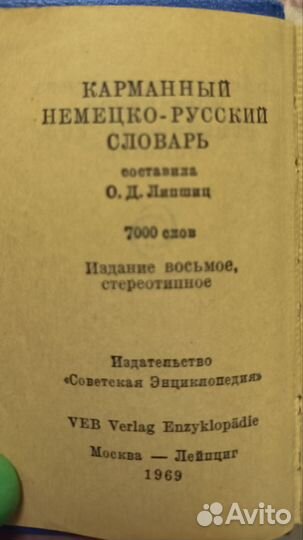 КАРМАННЫЙ
НЕМЕЦКО-РУССКИЙ
СЛОВАРЬ
составила
О. Д. Липшиц
7000 слов
Издание восьмое,
стереотипное
Издательство
«Советская Энциклопедия»
VEB Verlag Enzyklopädie
Москва — Лейпциг
1969
Avito